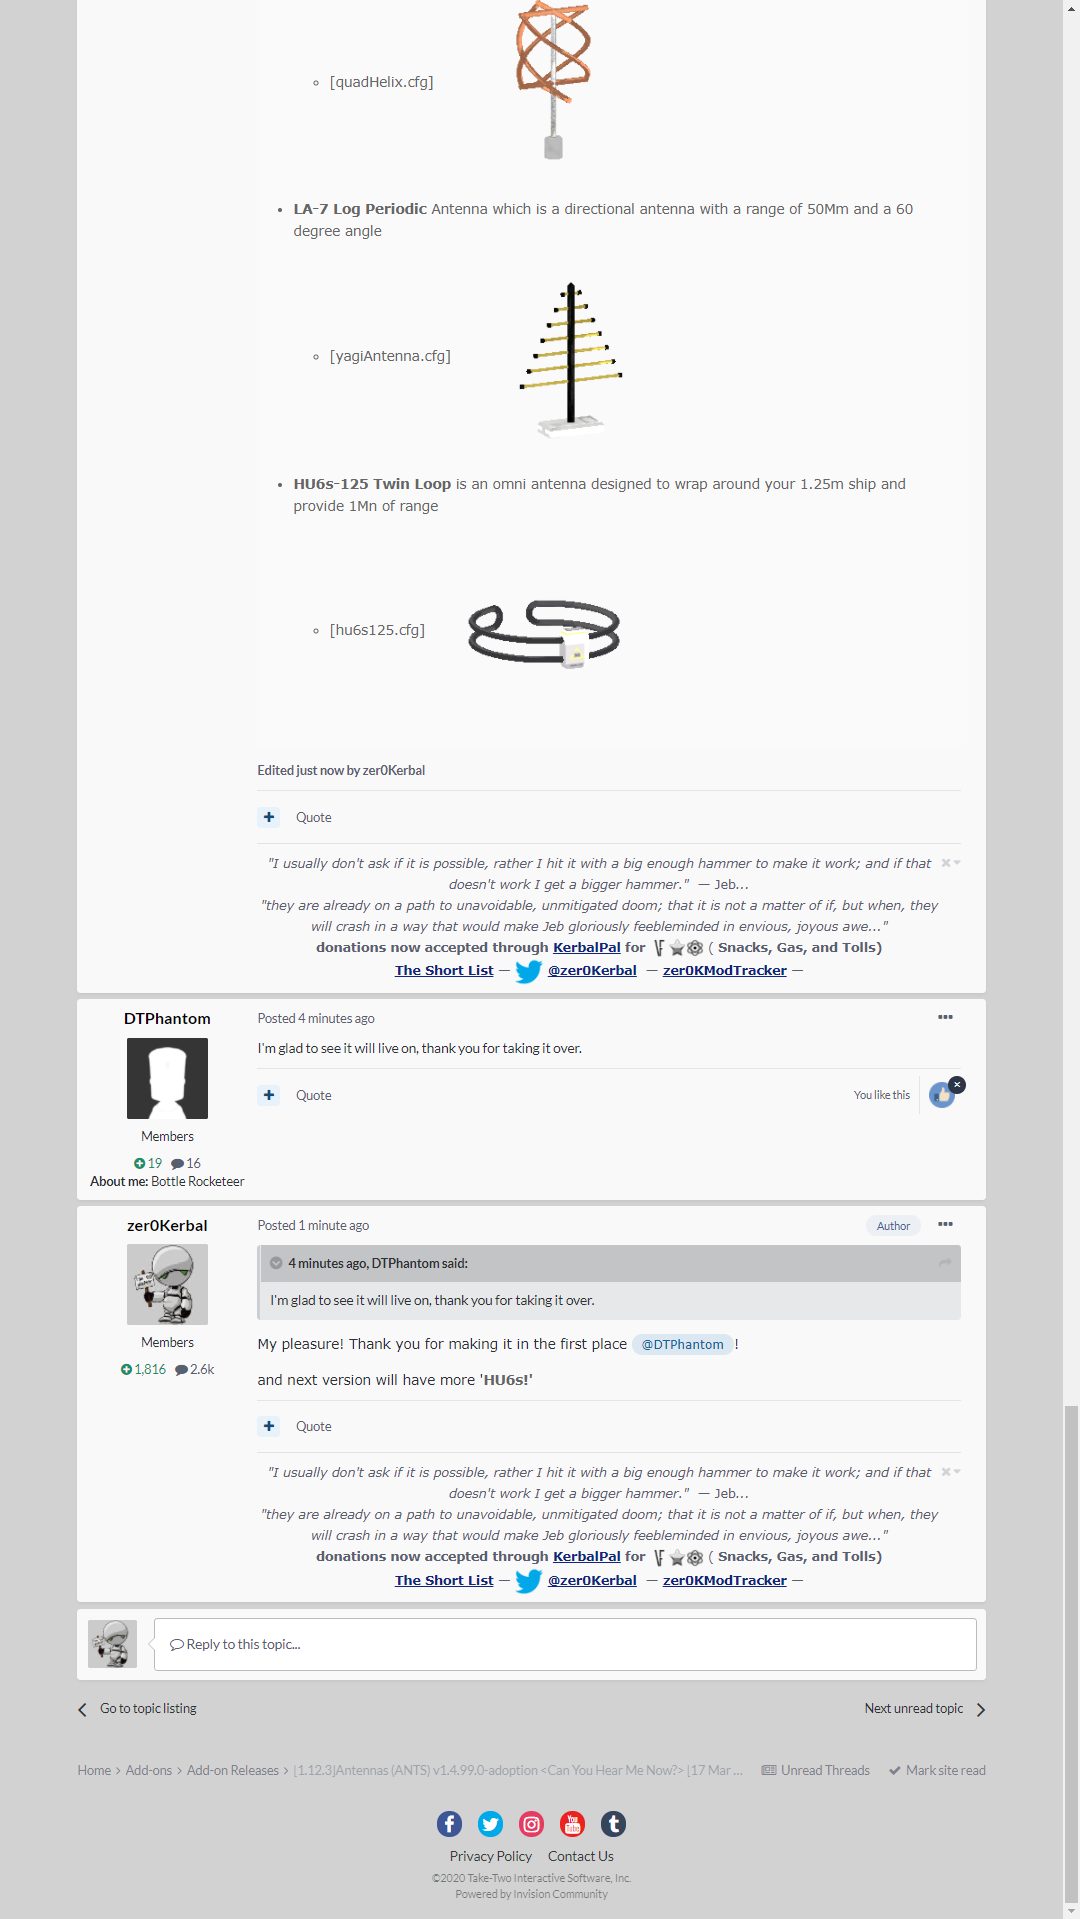 [quadHelix.cfg]
LA-7 Log Periodic Antenna which is a directional antenna with a range of 50Mm and a 60
degree angle
[yagiAntenna.cfg]
HU6s-125 Twin Loop is an omni antenna designed to wrap around your 1.25m ship and
provide 1Mn of range
[hu6s125.cfg]
Edited just now by zer0Kerbal
+ Quote
"I usually don't ask if it is possible, rather I hit it with a big enough hammer to make it work; and if that
doesn't work I get a bigger hammer." — Jeb...
"they are already on a path to unavoidable, unmitigated doom; that it is not a matter of if, but when, they
will crash in a way that would make Jeb gloriously feebleminded in envious, joyous awe..."
donations now accepted through KerbalPal for ( Snacks, Gas, and Tolls)
The Short List — @zer0Kerbal — zer0KModTracker —
DTPhantom
Posted 4 minutes ago
I'm glad to see it will live on, thank you for taking it over.
+ Quote
You like this
Members
19 16
About me: Bottle Rocketeer
zer0Kerbal
Posted 1 minute ago
Author
4 minutes ago, DTPhantom said:
I'm glad to see it will live on, thank you for taking it over.
Members
1,816 2.6k
My pleasure! Thank you for making it in the first place @DTPhantom !
and next version will have more 'HU6s!'
+ Quote
"I usually don't ask if it is possible, rather I hit it with a big enough hammer to make it work; and if that
doesn't work I get a bigger hammer." — Jeb...
"they are already on a path to unavoidable, unmitigated doom; that it is not a matter of if, but when, they
will crash in a way that would make Jeb gloriously feebleminded in envious, joyous awe..."
donations now accepted through KerbalPal for ( Snacks, Gas, and Tolls)
The Short List — @zer0Kerbal — zer0KModTracker —
Reply to this topic...
Go to topic listing
Next unread topic
Home > Add-ons > Add-on Releases > [1.12.3]Antennas (ANTS) v1.4.99.0-adoption <Can You Hear Me Now?> [17 Mar ...
Unread Threads
Mark site read
Privacy Policy Contact Us
©2020 Take-Two Interactive Software, Inc.
Powered by Invision Community